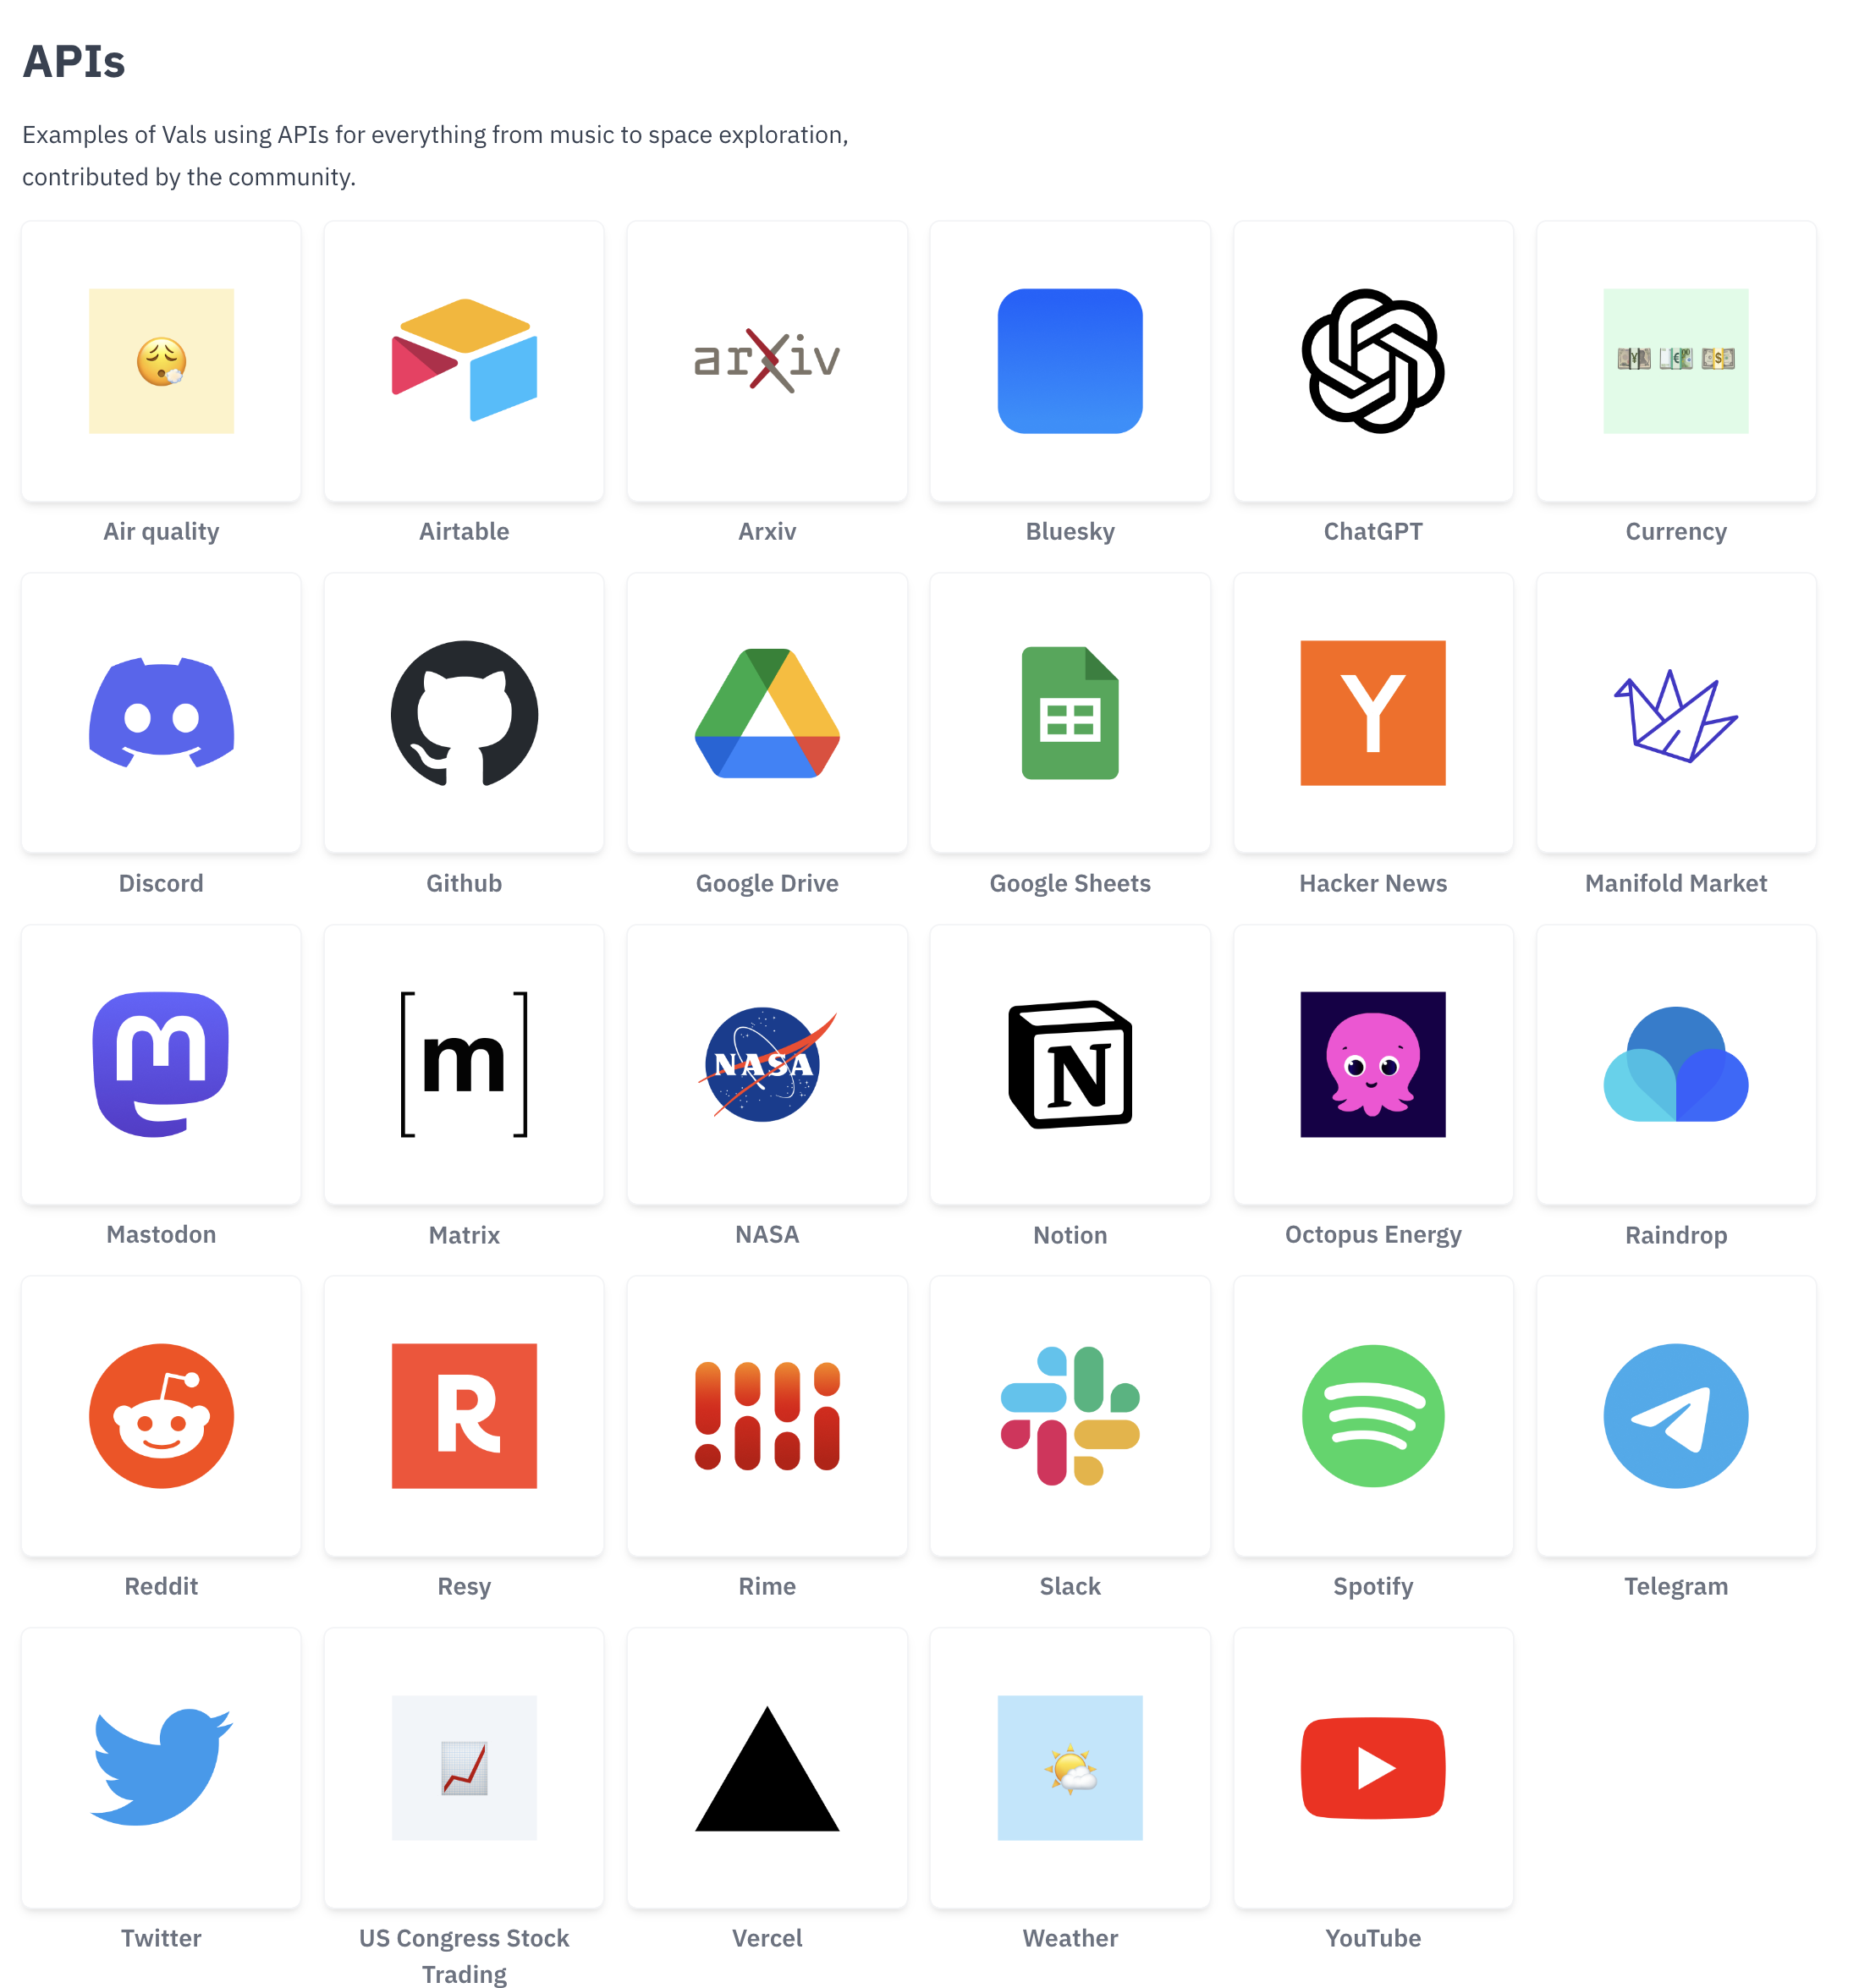 APIs
Examples of Vals using APIs for everything from music to space exploration,
contributed by the community.
arXiv
Air quality
Airtable
Arxiv
Bluesky
ChatGPT
Currency
Y
Discord
Github
Google Drive
Google Sheets
Hacker News
Manifold Market
m
[m]
NASA
N
Mastodon
Matrix
NASA
Notion
Octopus Energy
Raindrop
R
Reddit
Resy
Rime
Slack
Spotify
Telegram
Twitter
US Congress Stock
Trading
Vercel
Weather
YouTube